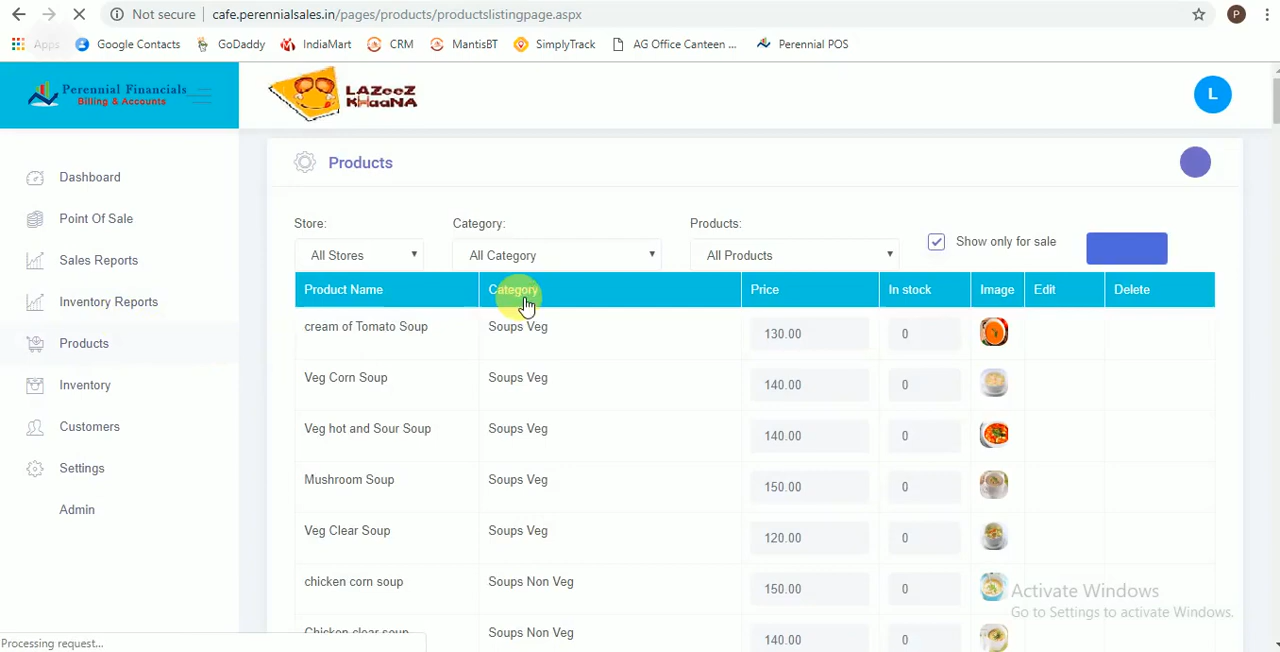 Not secure | cafe.perennialsales.in/pages/products/productslistingpage.aspx P
Apps Google Contacts GoDaddy IndiaMart CRM MantisBT SimplyTrack AG Office Canteen ... Perennial POS
Perennial Financials
Billing & Accounts
LAZeeZ
KHaaNA
L
Products
Dashboard
Point Of Sale
Sales Reports
Inventory Reports
Products
Inventory
Customers
Settings
Admin
Store: Category: Products:
All Stores All Category All Products Show only for sale
Product Name Category Price In stock Image Edit Delete
cream of Tomato Soup Soups Veg 130.00 0
Veg Corn Soup Soups Veg 140.00 0
Veg hot and Sour Soup Soups Veg 140.00 0
Mushroom Soup Soups Veg 150.00 0
Veg Clear Soup Soups Veg 120.00 0
chicken corn soup Soups Non Veg 150.00 0
Chicken clear soup Soups Non Veg 140.00 0
Activate Windows
Go to Settings to activate Windows.
Processing request...